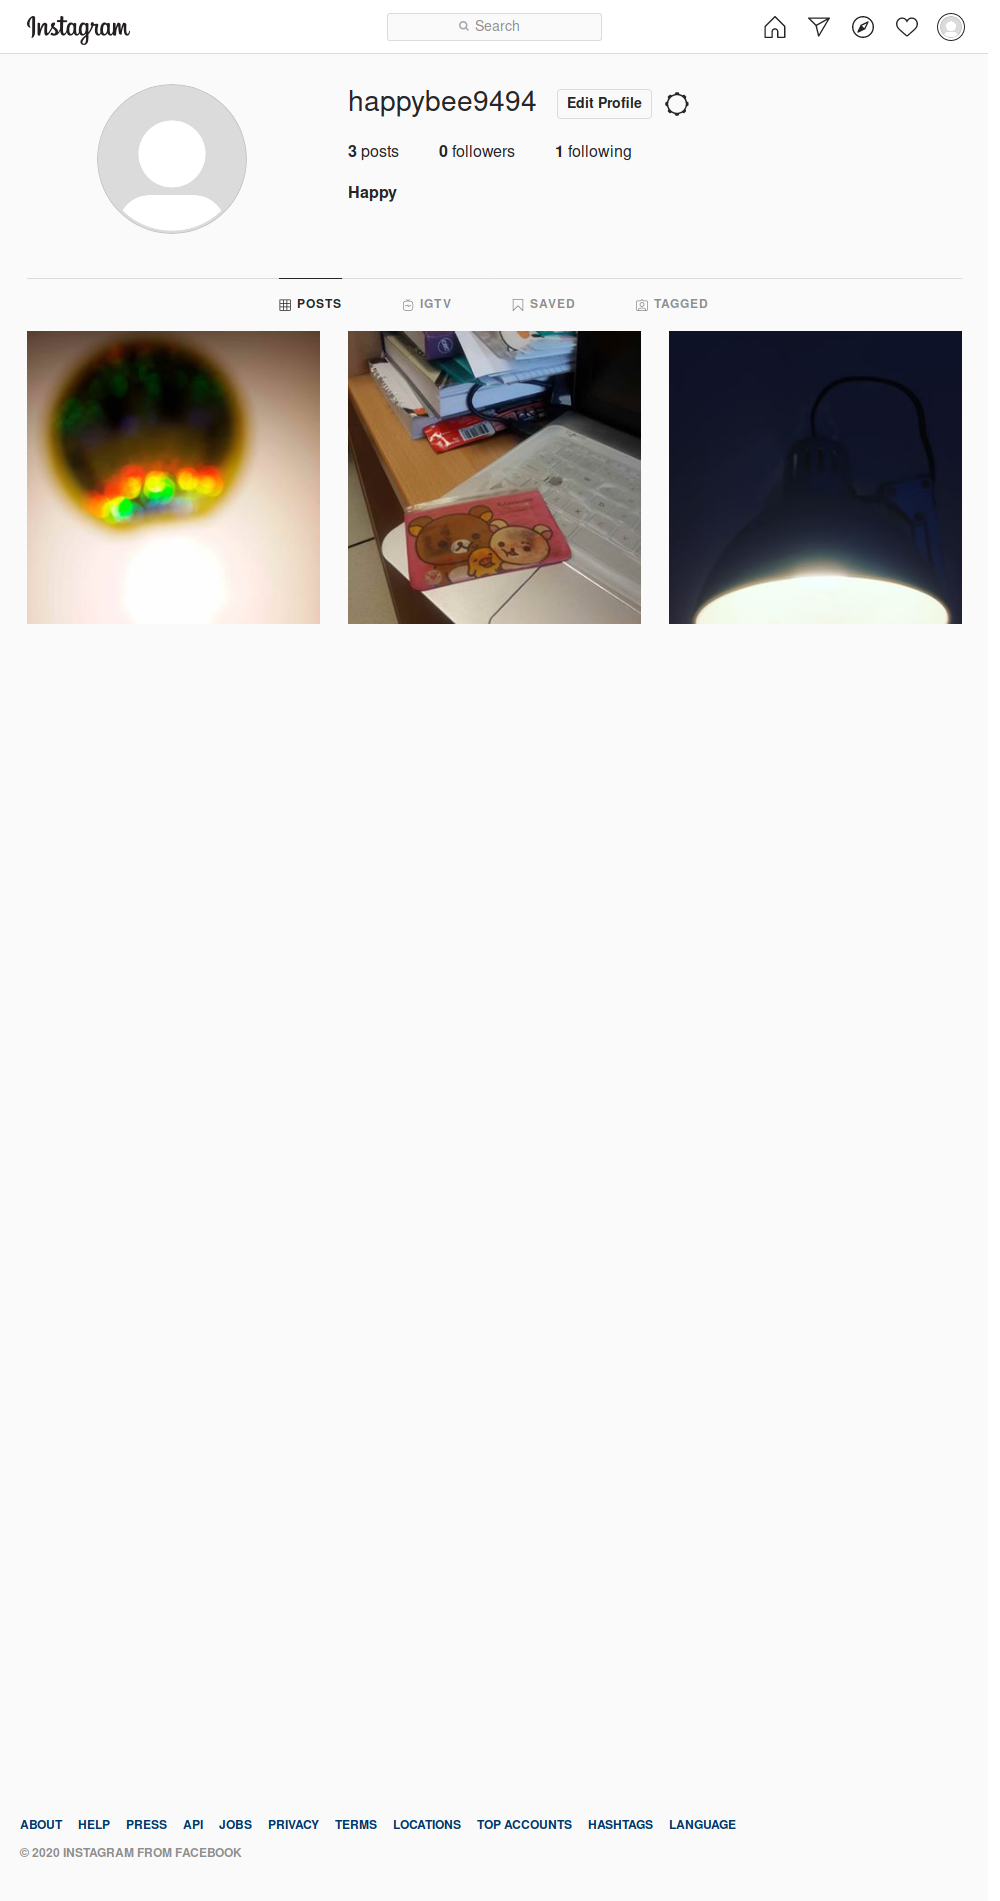 Instagram
Search
happybee9494 Edit Profile
3 posts 0 followers 1 following
Happy
POSTS IGTV SAVED TAGGED
ABOUT HELP PRESS API JOBS PRIVACY TERMS LOCATIONS TOP ACCOUNTS HASHTAGS LANGUAGE
© 2020 INSTAGRAM FROM FACEBOOK